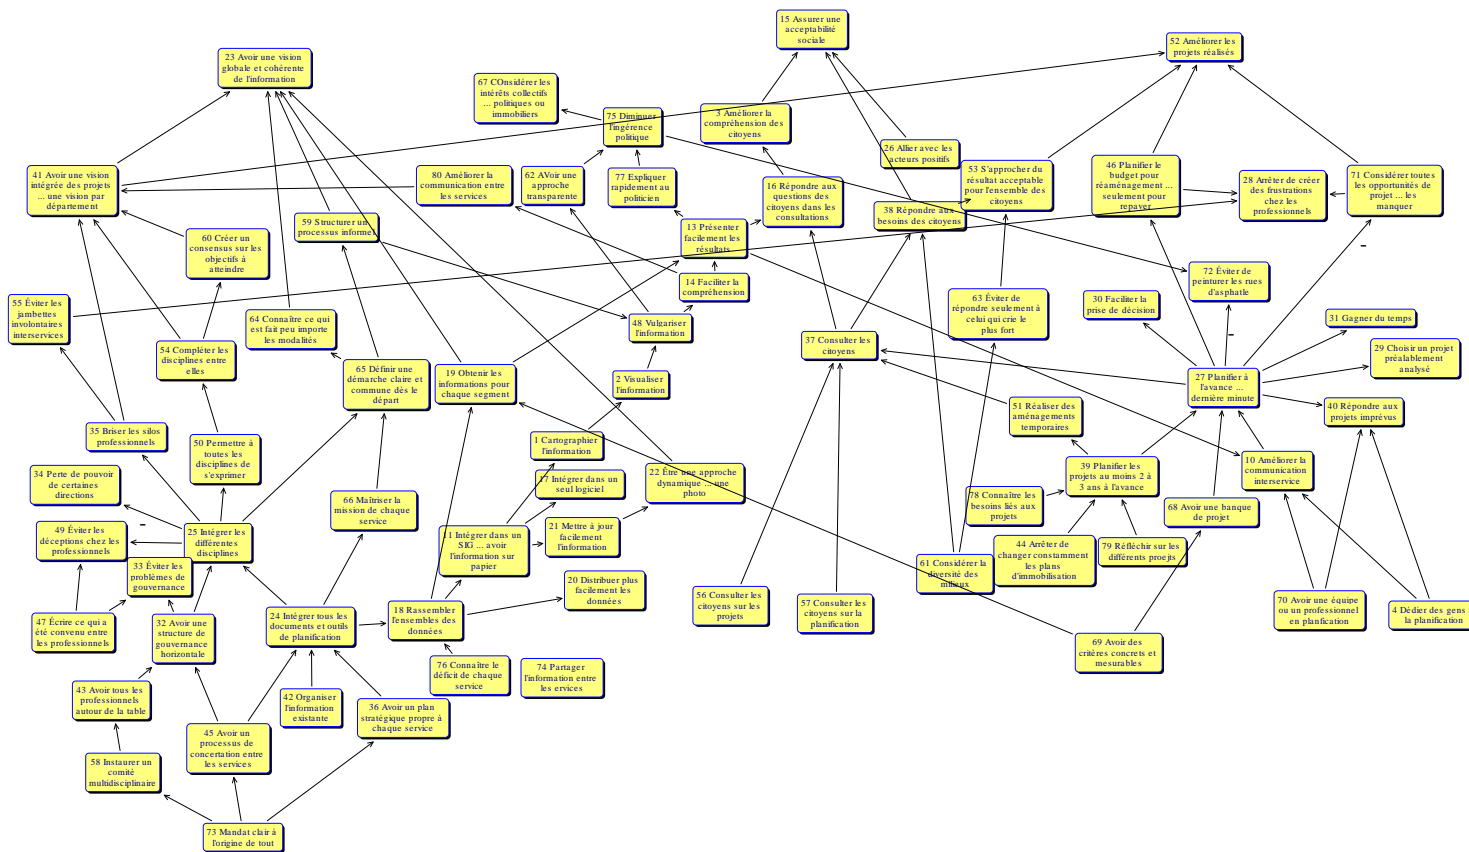 15 Assurer une
acceptabilité
sociale
52 Améliorer les
projets réalisés
23 Avoir une vision
globale et cohérente
de l'information
67 COnsidérer les
intérêts collectifs
... politiques ou
immobiliers
75 Diminuer
l'ingérence
politique
3 Améliorer la
compréhension des
citoyens
26 Allier avec les
acteurs positifs
41 Avoir une vision
intégrée des projets
... une vision par
département
80 Améliorer la
communication entre
les services
62 AVoir une
approche
transparente
77 Expliquer
rapidement au
politicien
16 Répondre aux
questions des
citoyens dans les
consultations
53 S'approcher du
résultat acceptable
pour l'ensemble des
citoyens
46 Planifier le
budget pour
réaménagement ...
seulement pour
repayer
28 Arrêter de créer
des frustrations
chez les
professionnels
71 Considérer toutes
les opportunités de
projet ... les
manquer
59 Structurer un
processus informel
38 Répondre aux
besoins des citoyens
60 Créer un
consensus sur les
objectifs à
atteindre
13 Présenter
facilement les
résultats
-
14 Faciliter la
compréhension
72 Éviter de
peinturer les rues
d'asphatle
55 Éviter les
jambettes
involontaires
interservices
64 Connaître ce qui
est fait peu importe
les modalités
48 Vulgariser
l'information
63 Éviter de
répondre seulement à
celui qui crie le
plus fort
30 Faciliter la
prise de décision
31 Gagner du temps
-
37 Consulter les
citoyens
29 Choisir un projet
préalablement
analysé
54 Compléter les
disciplines entre
elles
65 Définir une
démarche claire et
commune dès le
départ
19 Obtenir les
informations pour
chaque segment
2 Visualiser
l'information
27 Planifier à
l'avance ...
dernière minute
51 Réaliser des
aménagements
temporaires
40 Répondre aux
projets imprévus
35 Briser les silos
professionnels
50 Permettre à
toutes les
disciplines de
s'exprimer
1 Cartographier
l'information
34 Perte de pouvoir
de certaines
directions
17 Intégrer dans un
seul logiciel
22 Être une approche
dynamique ... une
photo
39 Planifier les
projets au moins 2 à
3 ans à l'avance
10 Améliorer la
communication
interservice
66 Maîtriser la
mission de chaque
service
78 Connaître les
besoins liés aux
projets
68 Avoir une banque
de projet
-
49 Éviter les
déceptions chez les
professionnels
25 Intégrer les
différentes
disciplines
11 Intégrer dans un
SIG ... avoir
l'information sur
papier
21 Mettre à jour
facilement
l'information
44 Arrêter de
changer constamment
les plans
d'immobilisation
79 Réfléchir sur les
différents proejts
33 Éviter les
problèmes de
gouvernance
61 Considérer la
diversité des
milieux
20 Distribuer plus
facilement les
données
56 Consulter les
citoyens sur les
projets
57 Consulter les
citoyens sur la
planification
70 Avoir une équipe
ou un professionnel
en planfication
4 Dédier des gens
la planification
47 Écrire ce qui a
été convenu entre
les professionnels
32 Avoir une
structure de
gouvernance
horizontale
24 Intégrer tous les
documents et outils
de planification
18 Rassembler
l'ensembles des
données
69 Avoir des
critères concrets et
mesurables
76 Connaître le
déficit de chaque
service
74 Partager
l'information entre
les ervices
43 Avoir tous les
professionnels
autour de la table
42 Organiser
l'information
existante
36 Avoir un plan
stratégique propre à
chaque service
45 Avoir un
processus de
concertation entre
les services
58 Instaurer un
comité
multidisciplinaire
73 Mandat clair à
l'origine de tout